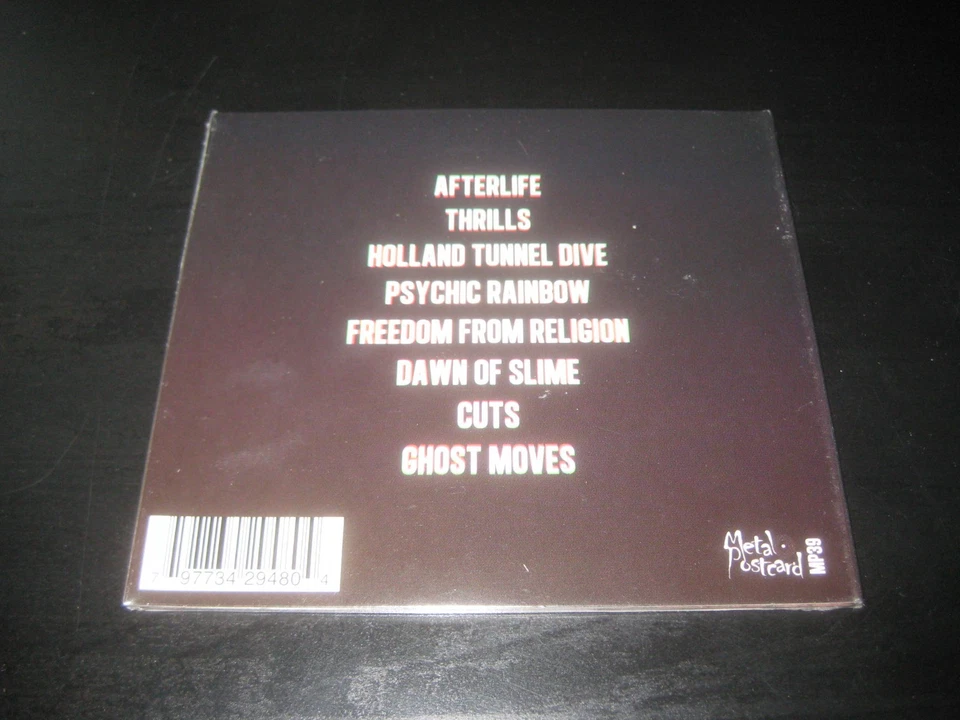 AFTERLIFE
THRILLS
HOLLAND TUNNEL DIVE
PSYCHIC RAINBOW
FREEDOM FROM RELIGION
DAWN OF SLIME
CUTS
GHOST MOVES
7 97734 29480 4
Metal Postcard
MP39